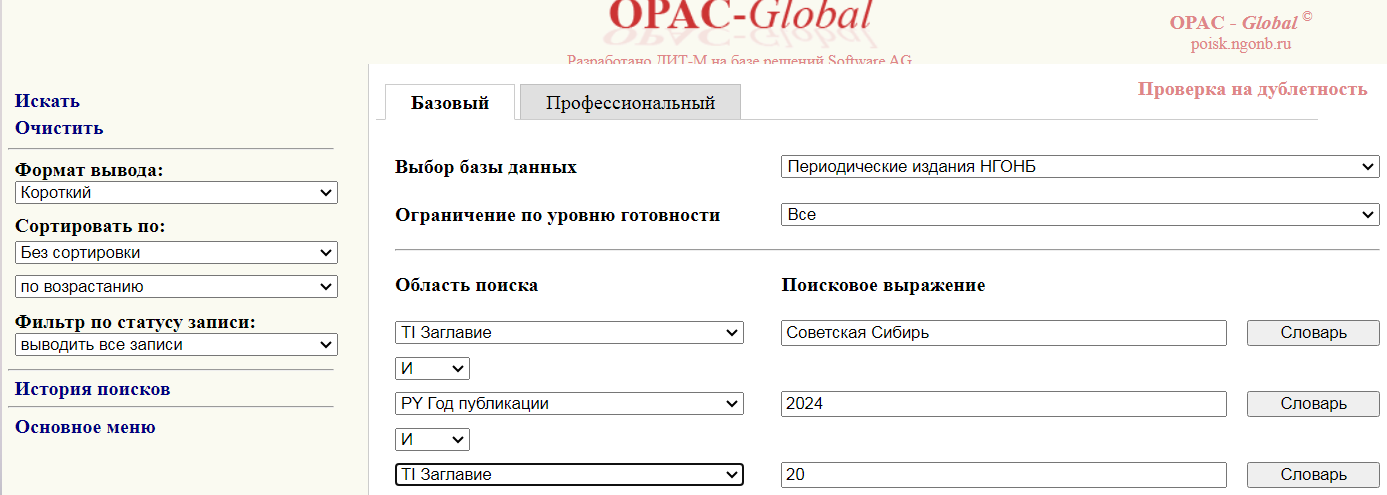 OPAC-Global
Разработано ДИТ-М на базе решений Software AG
OPAC - Global ©
poisk.ngonb.ru
Искать
Очистить
Формат вывода:
Короткий
Сортировать по:
Без сортировки
по возрастанию
Фильтр по статусу записи:
выводить все записи
История поисков
Основное меню
Базовый
Профессиональный
Проверка на дублетность
Выбор базы данных
Периодические издания НГОНБ
Ограничение по уровню готовности
Все
Область поиска
Поисковое выражение
TI Заглавие
Советская Сибирь
Словарь
И
PY Год публикации
2024
Словарь
И
TI Заглавие
20
Словарь